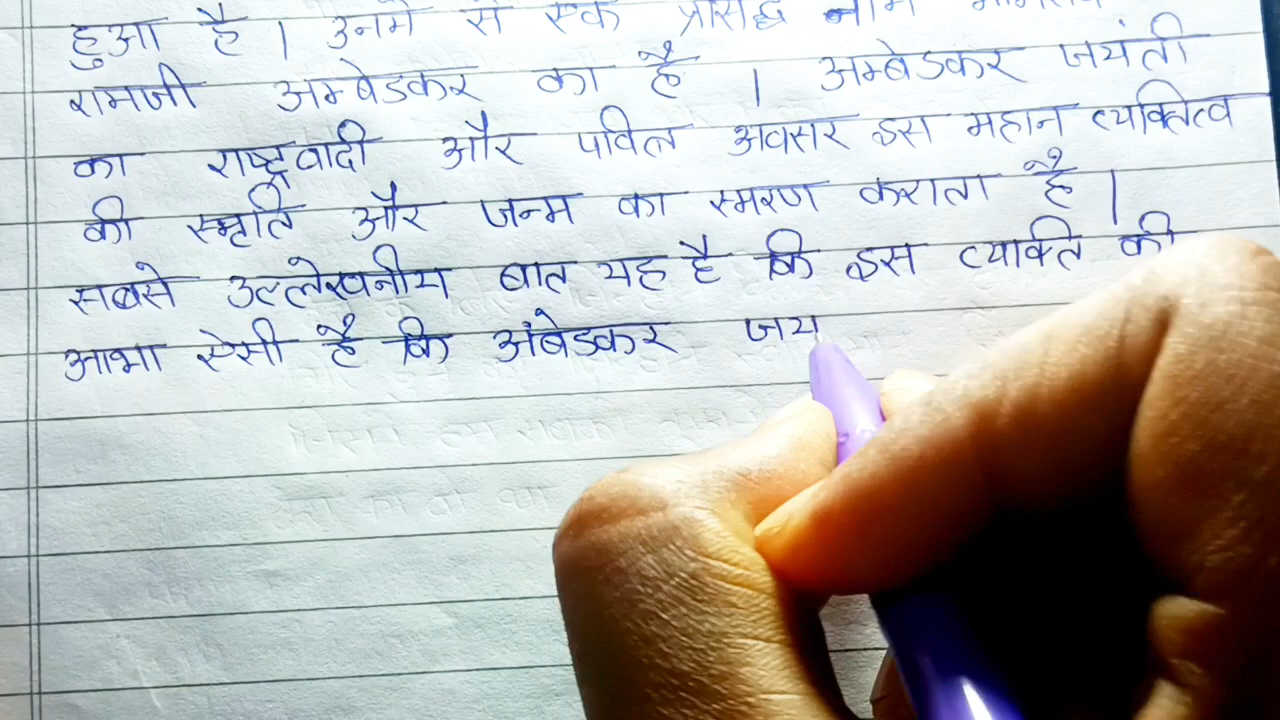 हुआ है । उनमे से एक प्रसिद्ध नाम
रामजी अम्बेडकर का है । अम्बेडकर जयंती
का राष्ट्रवादी और पवित्र अवसर इस महान व्यक्तित्व
की स्मृति और जन्म का स्मरण कराता है ।
सबसे उल्लेखनीय बात यह है कि इस व्यक्ति की
आभा ऐसी है कि अंबेडकर जय